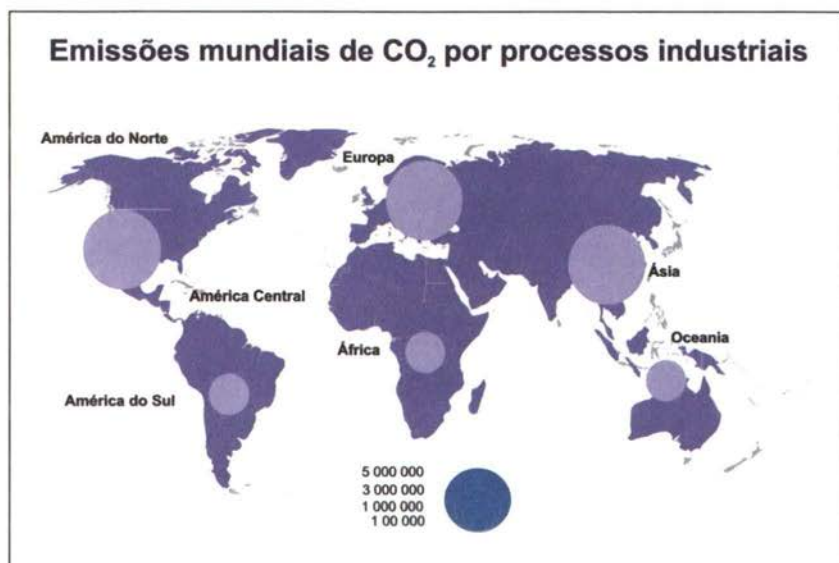 Emissões mundiais de CO₂ por processos industriais
América do Norte
Europa
Ásia
América Central
África
Oceania
América do Sul
5 000 000
3 000 000
1 000 000
1 00 000